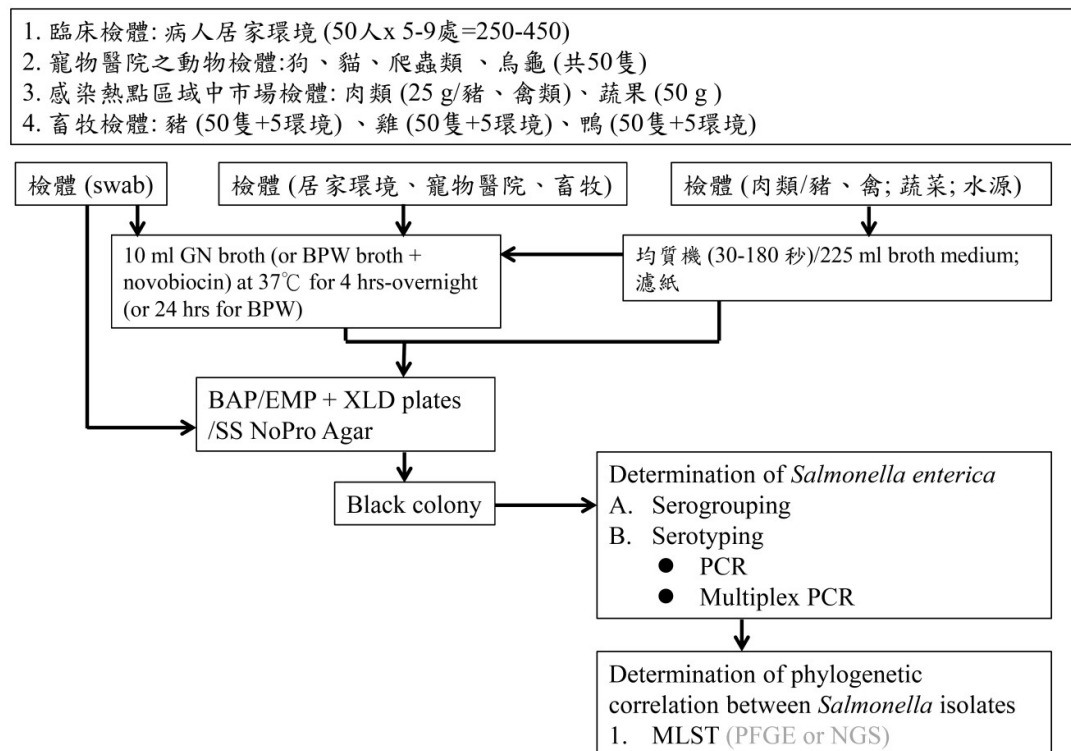 1. 臨床檢體: 病人居家環境 (50人x 5-9處=250-450)
2. 寵物醫院之動物檢體:狗、貓、爬蟲類 、烏龜 (共50隻)
3. 感染熱點區域中市場檢體: 肉類 (25 g/豬、禽類)、蔬果 (50 g )
4. 畜牧檢體: 豬 (50隻+5環境) 、雞 (50隻+5環境)、鴨 (50隻+5環境)
檢體 (swab)
檢體 (居家環境、寵物醫院、畜牧)
檢體 (肉類/豬、禽; 蔬菜; 水源)
10 ml GN broth (or BPW broth +
novobiocin) at 37℃ for 4 hrs-overnight
(or 24 hrs for BPW)
均質機 (30-180 秒)/225 ml broth medium;
濾紙
BAP/EMP + XLD plates
/SS NoPro Agar
Black colony
Determination of Salmonella enterica
A. Serogrouping
B. Serotyping
● PCR
● Multiplex PCR
Determination of phylogenetic
correlation between Salmonella isolates
1. MLST (PFGE or NGS)